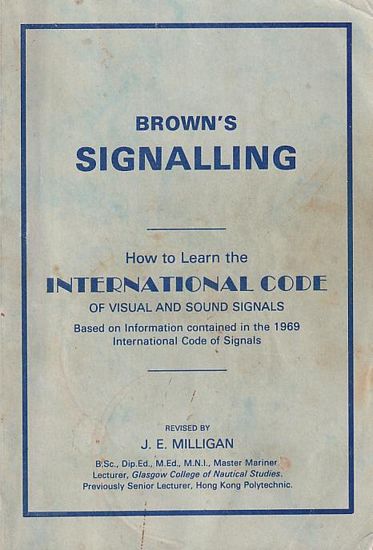 BROWN'S
SIGNALLING
How to Learn the
INTERNATIONAL CODE
OF VISUAL AND SOUND SIGNALS
Based on Information contained in the 1969
International Code of Signals
REVISED BY
J. E. MILLIGAN
B.Sc., Dip.Ed., M.Ed., M.N.I., Master Mariner
Lecturer, Glasgow College of Nautical Studies.
Previously Senior Lecturer, Hong Kong Polytechnic.